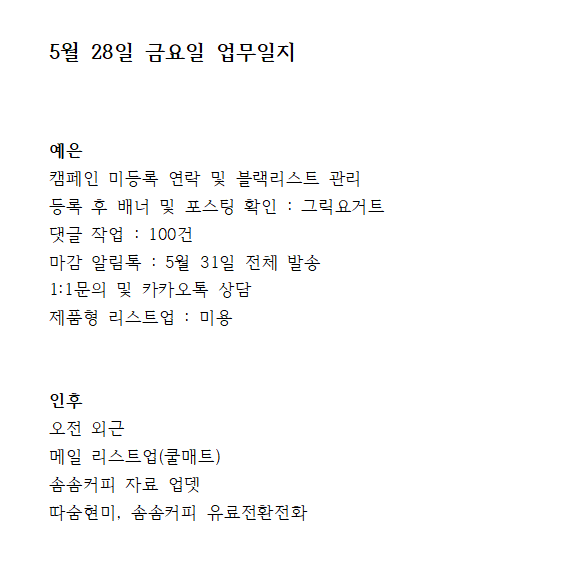 5월 28일 금요일 업무일지
예은
캠페인 미등록 연락 및 블랙리스트 관리
등록 후 배너 및 포스팅 확인 : 그릭요거트
댓글 작업 : 100건
마감 알림톡 : 5월 31일 전체 발송
1:1문의 및 카카오톡 상담
제품형 리스트업 : 미용
인후
오전 외근
메일 리스트업(쿨매트)
솜솜커피 자료 업뎃
따숨현미, 솜솜커피 유료전환전화